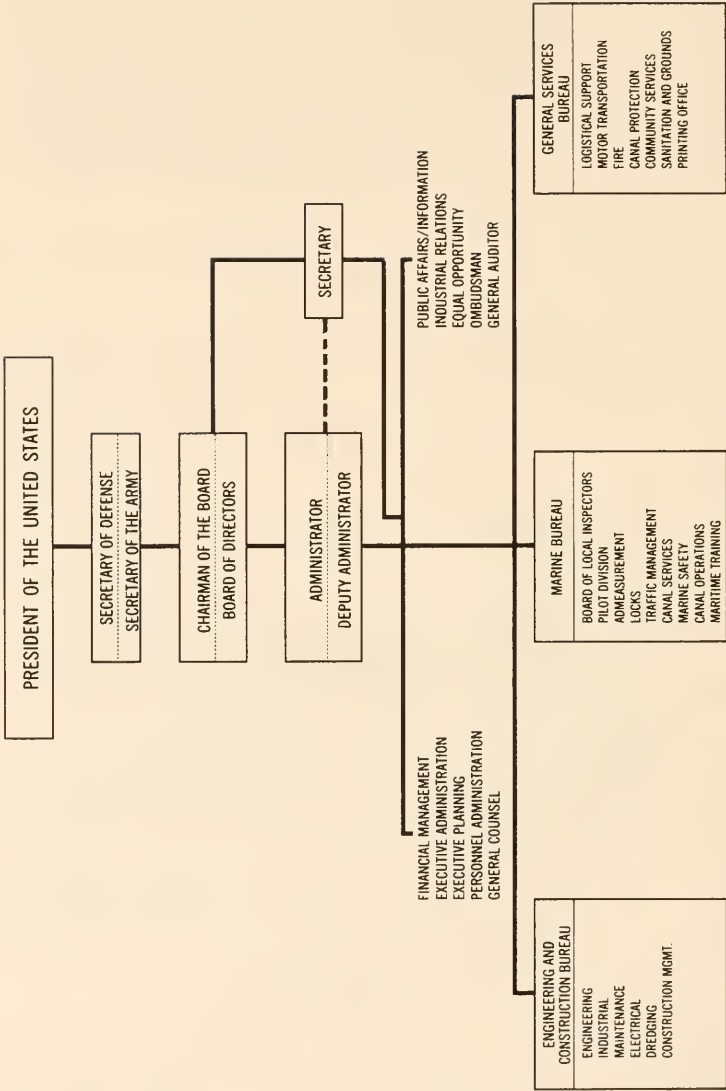 PRESIDENT OF THE UNITED STATES
SECRETARY OF DEFENSE
SECRETARY OF THE ARMY
CHAIRMAN OF THE BOARD
BOARD OF DIRECTORS
ADMINISTRATOR
DEPUTY ADMINISTRATOR
SECRETARY
FINANCIAL MANAGEMENT
EXECUTIVE ADMINISTRATION
EXECUTIVE PLANNING
PERSONNEL ADMINISTRATION
GENERAL COUNSEL
PUBLIC AFFAIRS/INFORMATION
INDUSTRIAL RELATIONS
EQUAL OPPORTUNITY
OMBUDSMAN
GENERAL AUDITOR
ENGINEERING AND
CONSTRUCTION BUREAU
ENGINEERING
INDUSTRIAL
MAINTENANCE
ELECTRICAL
DREDGING
CONSTRUCTION MGMT.
MARINE BUREAU
BOARD OF LOCAL INSPECTORS
PILOT DIVISION
ADMEASUREMENT
LOCKS
TRAFFIC MANAGEMENT
CANAL SERVICES
MARINE SAFETY
CANAL OPERATIONS
MARITIME TRAINING
GENERAL SERVICES
BUREAU
LOGISTICAL SUPPORT
MOTOR TRANSPORTATION
FIRE
CANAL PROTECTION
COMMUNITY SERVICES
SANITATION AND GROUNDS
PRINTING OFFICE